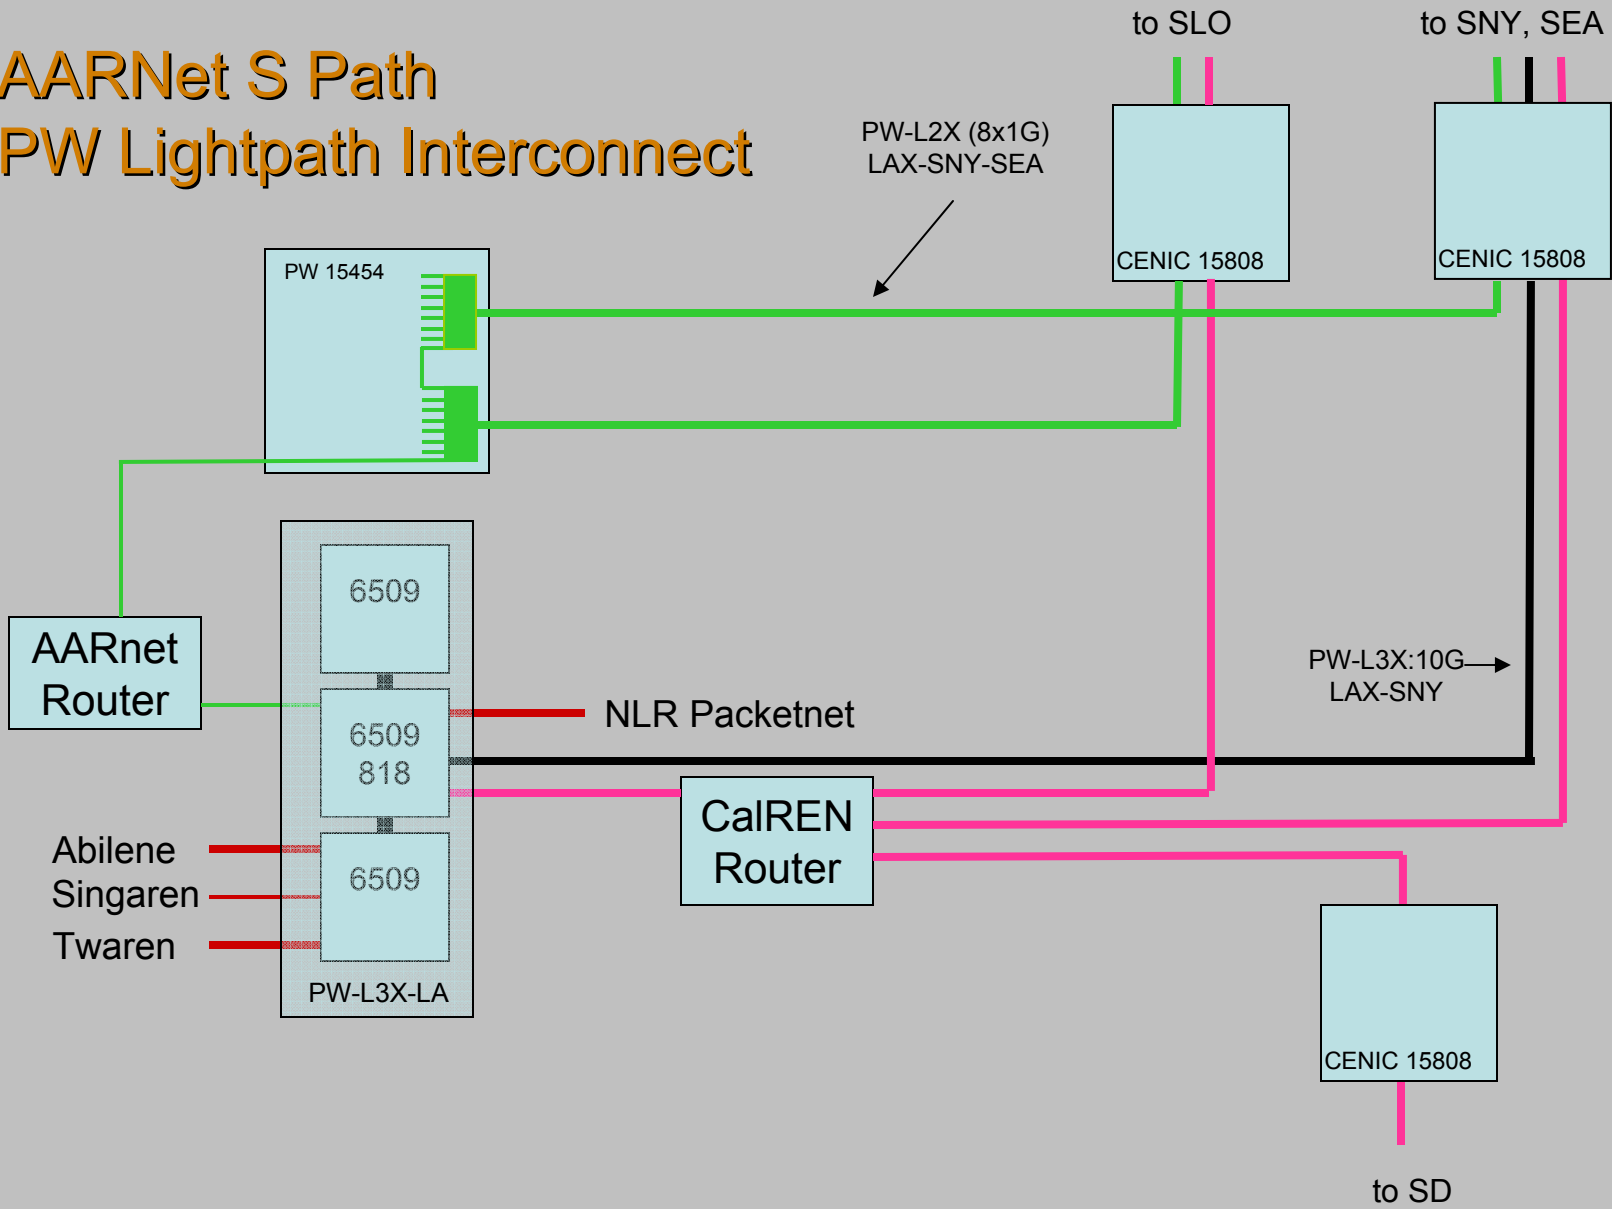 AARNet S Path
PW Lightpath Interconnect
to SLO
to SNY, SEA
PW-L2X (8x1G)
LAX-SNY-SEA
CENIC 15808
CENIC 15808
PW 15454
6509
AARnet
Router
6509
818
NLR Packetnet
PW-L3X:10G
LAX-SNY
CalREN
Router
Abilene
Singaren
Twaren
6509
PW-L3X-LA
CENIC 15808
to SD